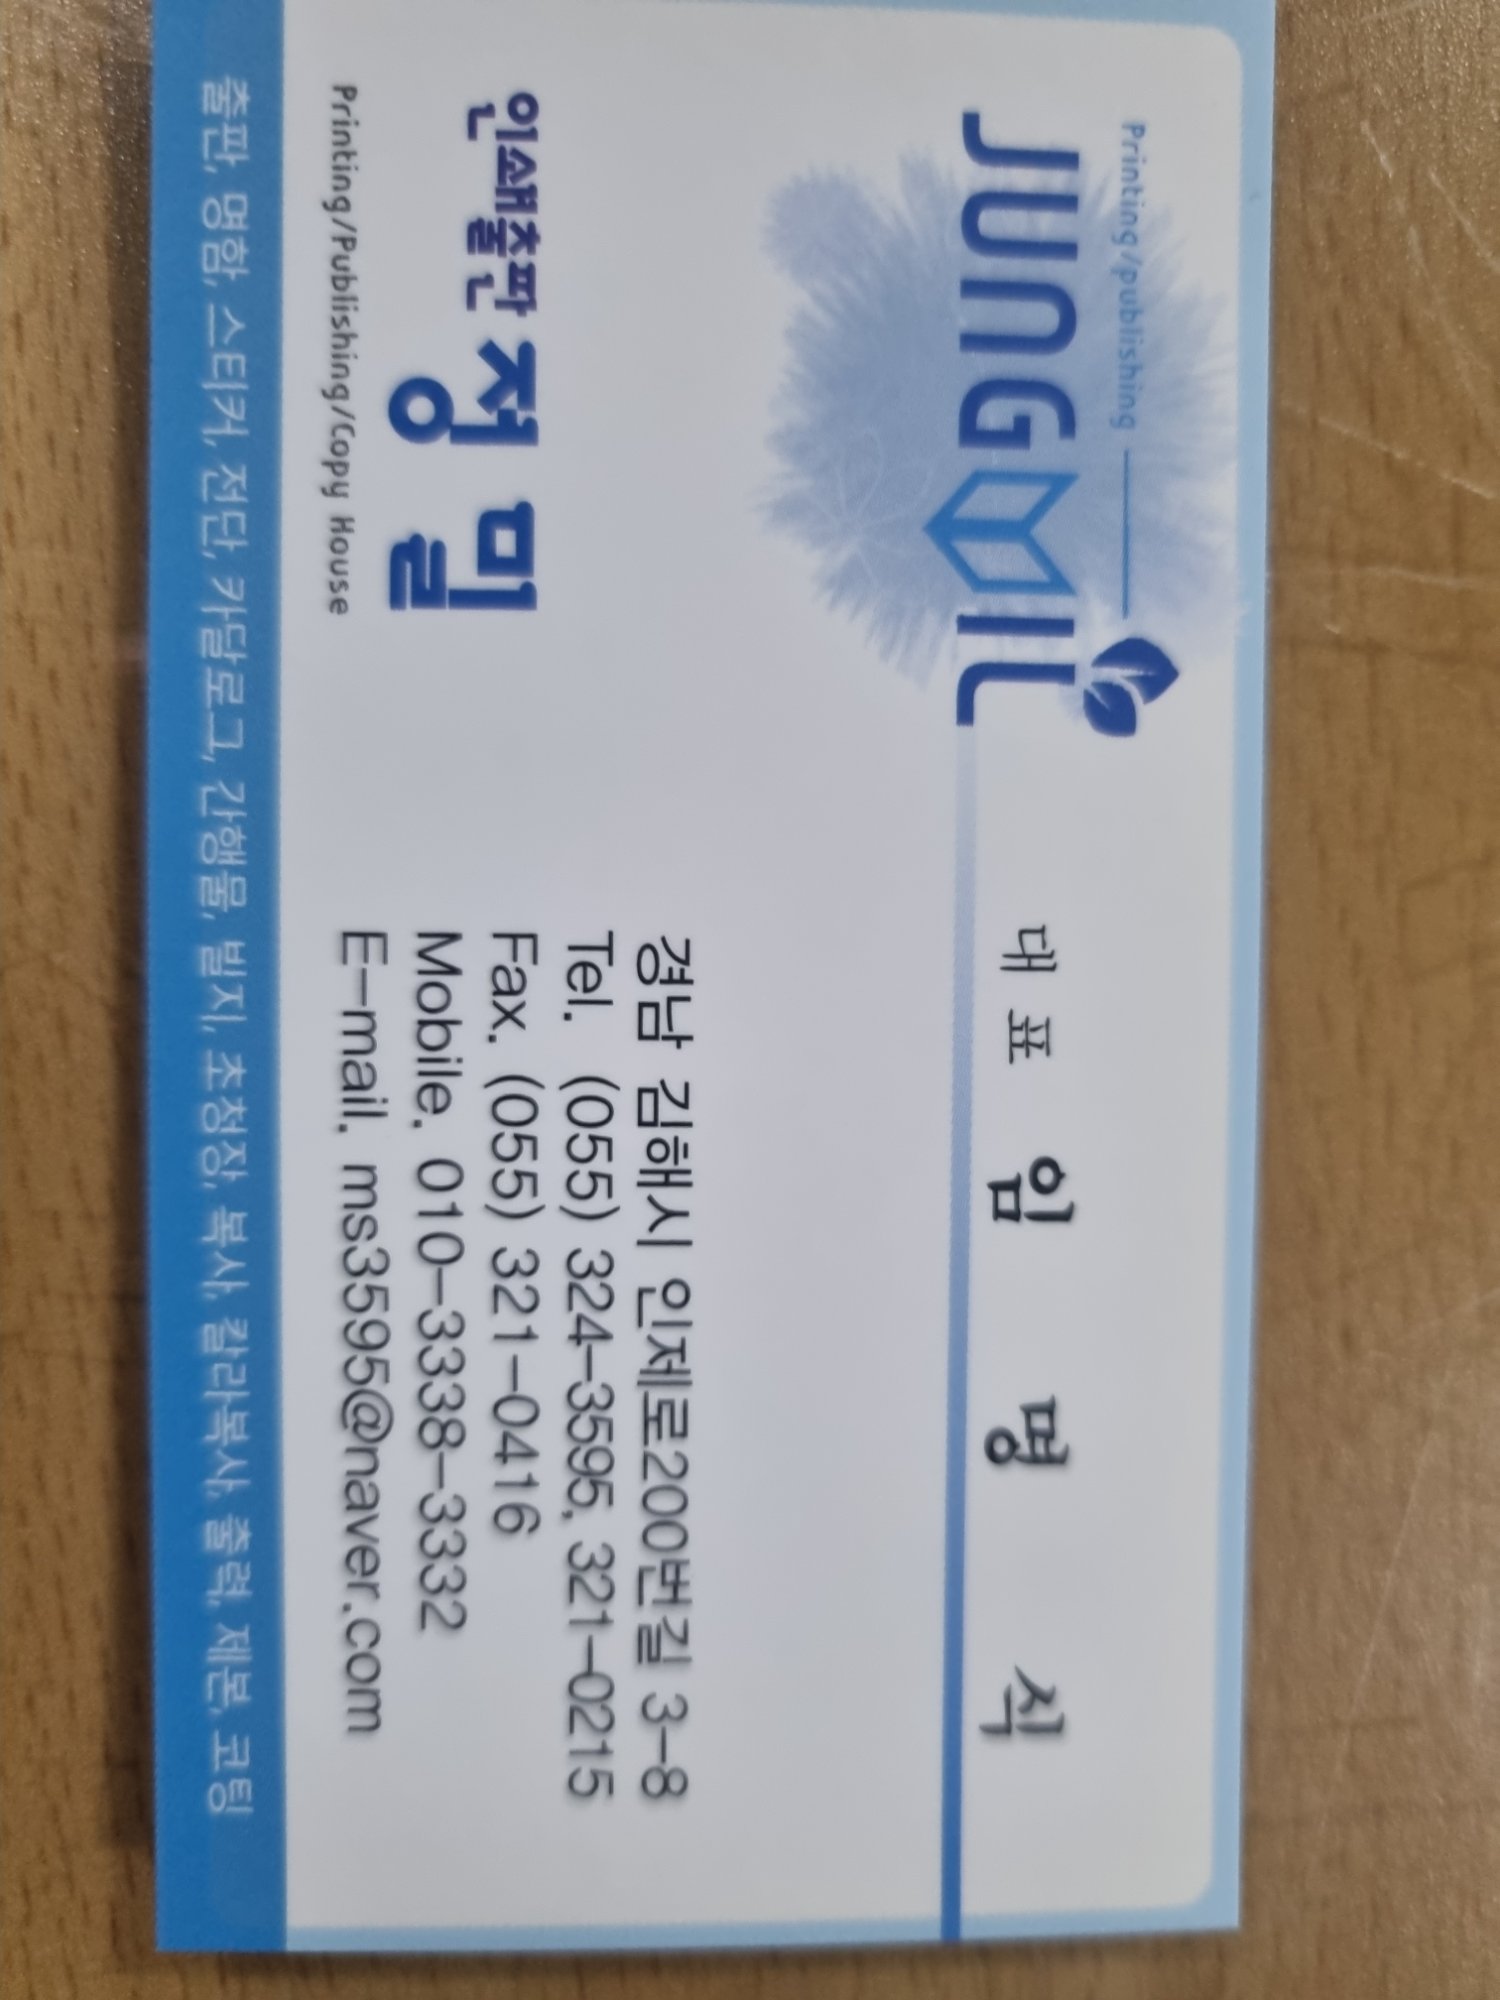 Printing/publishing
JUNGMIL
대표 임명식
인쇄출판 정밀
Printing/Publishing/Copy House
경남 김해시 인제로200번길 3-8
Tel. (055) 324-3595, 321-0215
Fax. (055) 321-0416
Mobile. 010-3338-3332
E-mail. ms3595@naver.com
출판, 명함, 스티커, 전단, 카달로그, 간행물, 빌지, 초청장, 복사, 칼라복사, 출력, 제본, 코팅